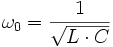 ω₀ = 1 / √(L · C)